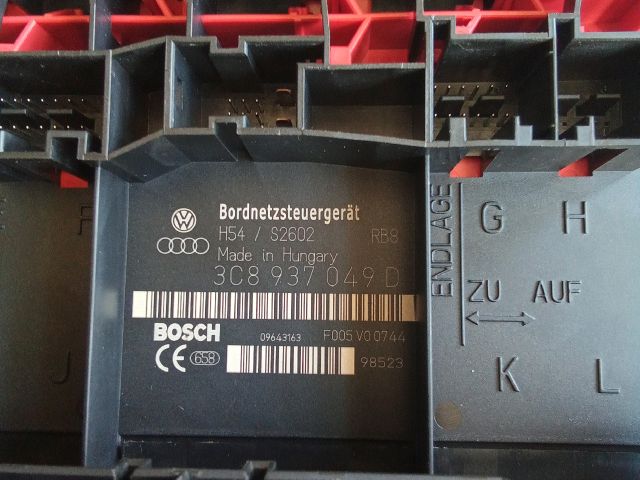 Bordnetzsteuergerät
H54 / S2602 RB8
Made in Hungary
3C8 937 049 D
BOSCH 09643163 F005 V0 0744
CE 658 98523
ENDLAGE
G H
ZU AUF
K L
F
J